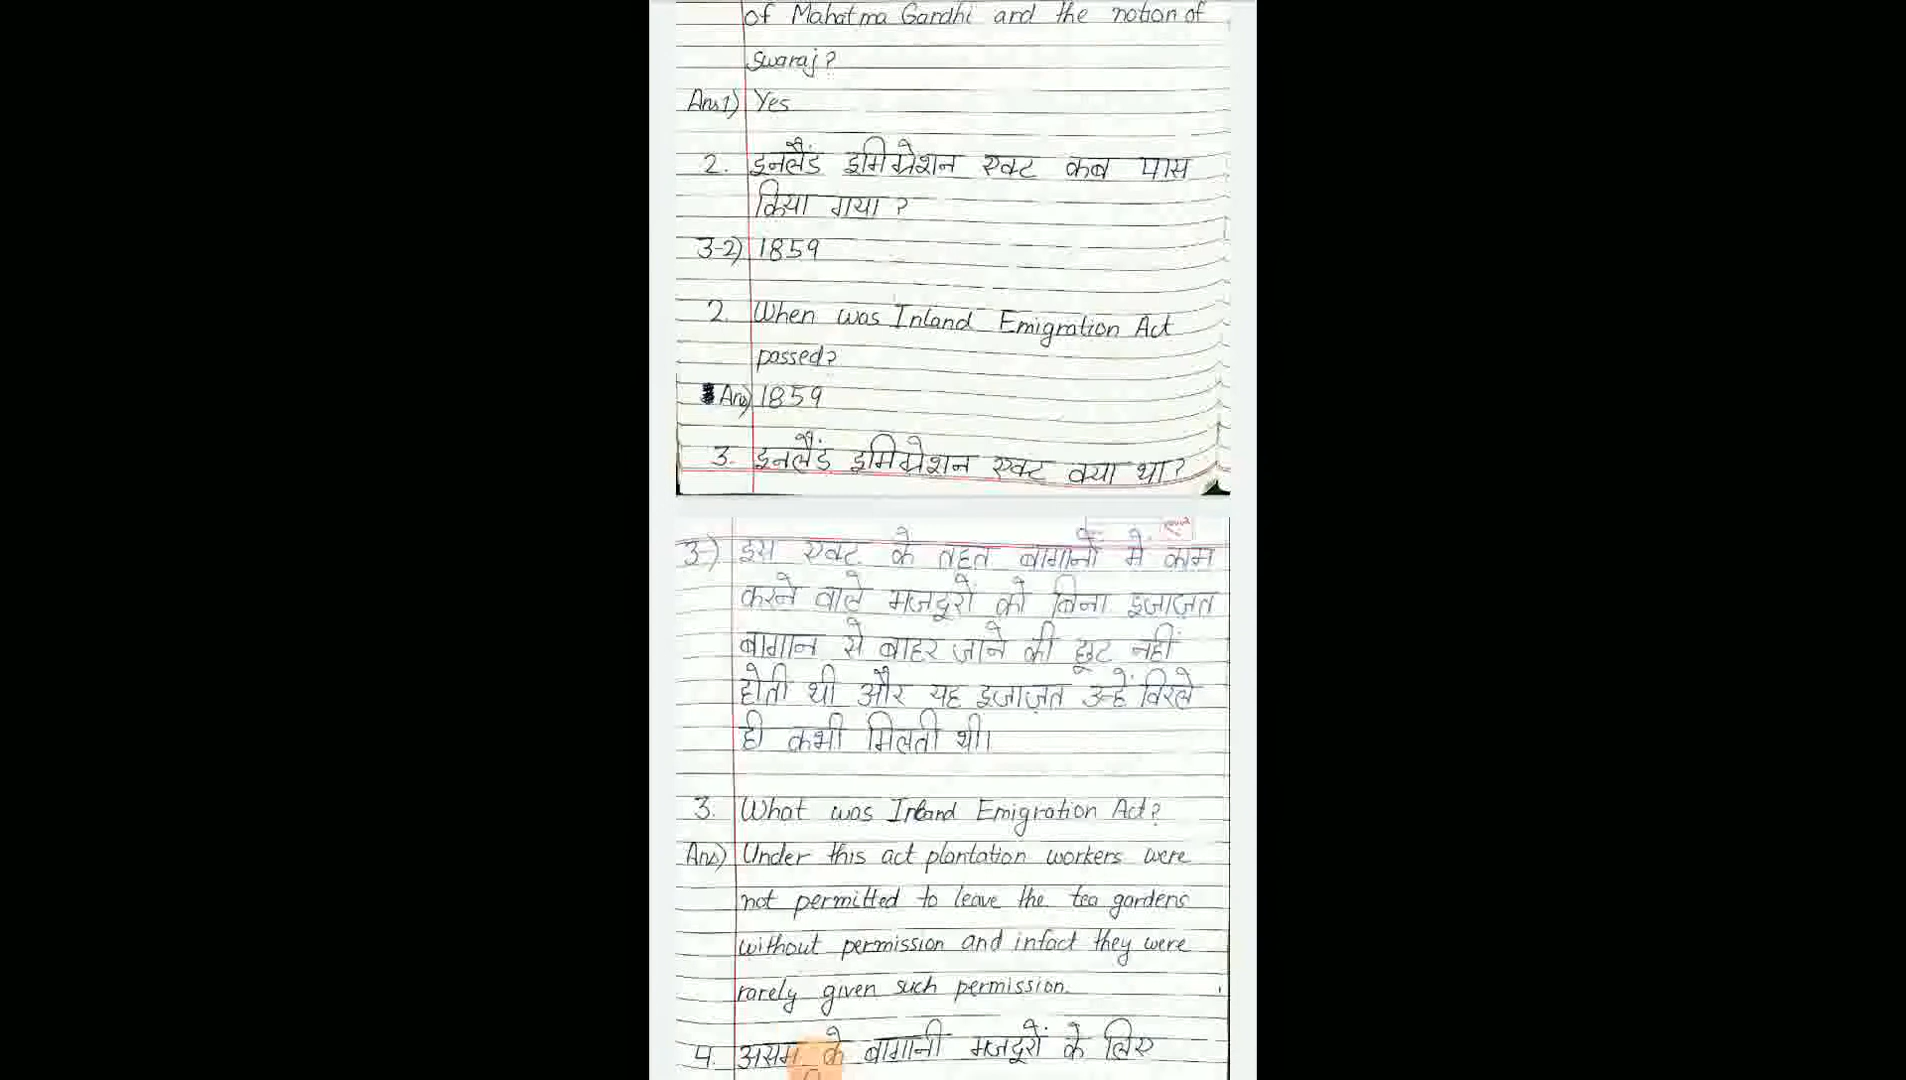 of Mahatma Gandhi and the notion of
Swaraj?
Ans1) Yes
2. इनलैंड इमिग्रेशन एक्ट कब पास
किया गया ?
उ-2) 1859
2. When was Inland Emigration Act
passed?
Ans) 1859
3. इनलैंड इमिग्रेशन एक्ट क्या था?
उ-) इस एक्ट के तहत बागानों में काम
करने वाले मजदूरों को बिना इजाज़त
बागान से बाहर जाने की छूट नहीं
होती थी और यह इजाज़त उन्हें विरले
ही कभी मिलती थी।
3. What was Inland Emigration Act?
Ans) Under this act plantation workers were
not permitted to leave the tea gardens
without permission and infact they were
rarely given such permission.
4. असम के बागानी मजदूरों के लिए